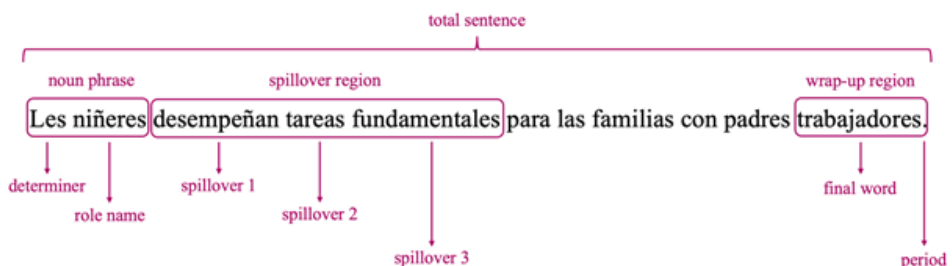 total sentence
noun phrase spillover region wrap-up region
Les niñeres desempeñan tareas fundamentales para las familias con padres trabajadores.
determiner spillover 1 final word
role name spillover 2
spillover 3 period